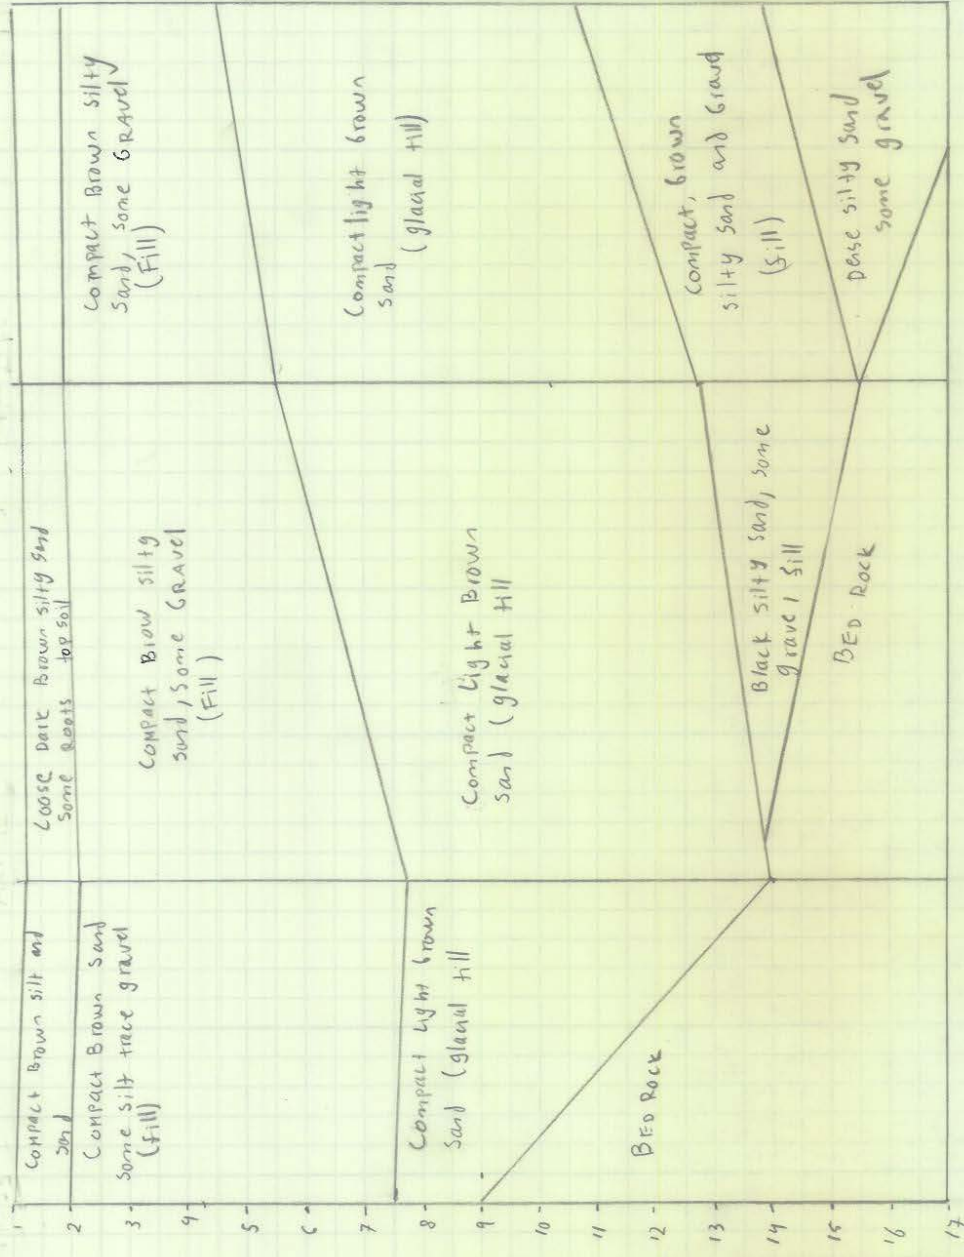 Compact Brown silt and
sand
Compact Brown sand
some silt trace gravel
(fill)
Compact light brown
sand (glacial till
BED ROCK
Loose Dark Brown silty sand
some Roots top soil
Compact Brow silty
sand, some GRAVEL
(Fill)
Compact Light Brown
sand (glacial till
Black silty sand, some
gravel fill
BED ROCK
Compact Brown silty
sand, some GRAVEL
(Fill)
Compact light brown
sand (glacial till)
Compact, brown
silty sand and Gravel
(fill)
Dense silty sand
some gravel
1
2
3
4
5
6
7
8
9
10
11
12
13
14
15
16
17